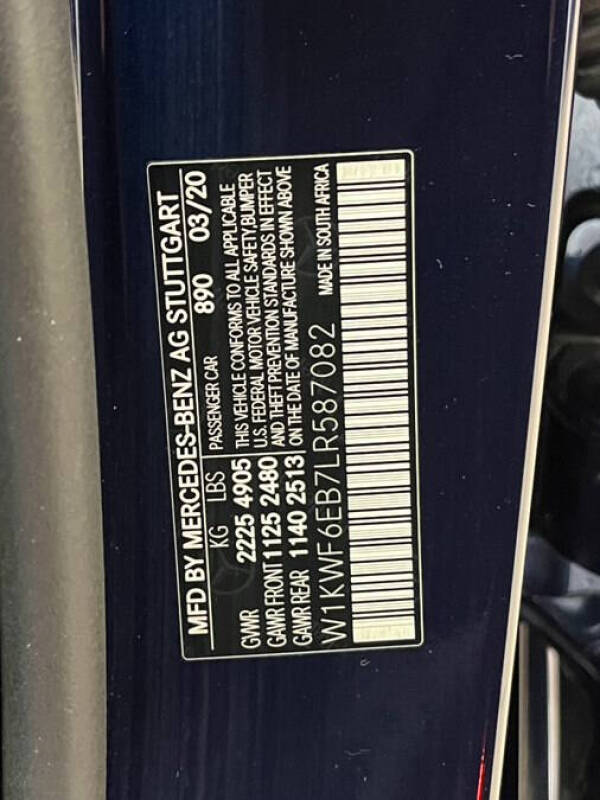 MFD BY MERCEDES-BENZ AG STUTTGART
KG LBS PASSENGER CAR 890 03/20
GVWR 2225 4905 THIS VEHICLE CONFORMS TO ALL APPLICABLE
U.S. FEDERAL MOTOR VEHICLE SAFETY,BUMPER
GAWR FRONT 1125 2480 AND THEFT PREVENTION STANDARDS IN EFFECT
GAWR REAR 1140 2513 ON THE DATE OF MANUFACTURE SHOWN ABOVE
W1KWF6EB7LR587082 MADE IN SOUTH AFRICA